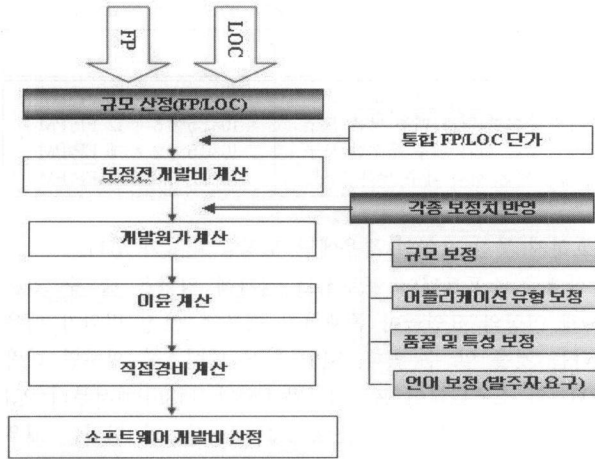 FP
LOC
규모 산정(FP/LOC)
통합 FP/LOC 단가
보정전 개발비 계산
각종 보정치 반영
개발원가 계산
규모 보정
어플리케이션 유형 보정
이윤 계산
품질 및 특성 보정
직접경비 계산
언어 보정 (발주자 요구)
소프트웨어 개발비 산정